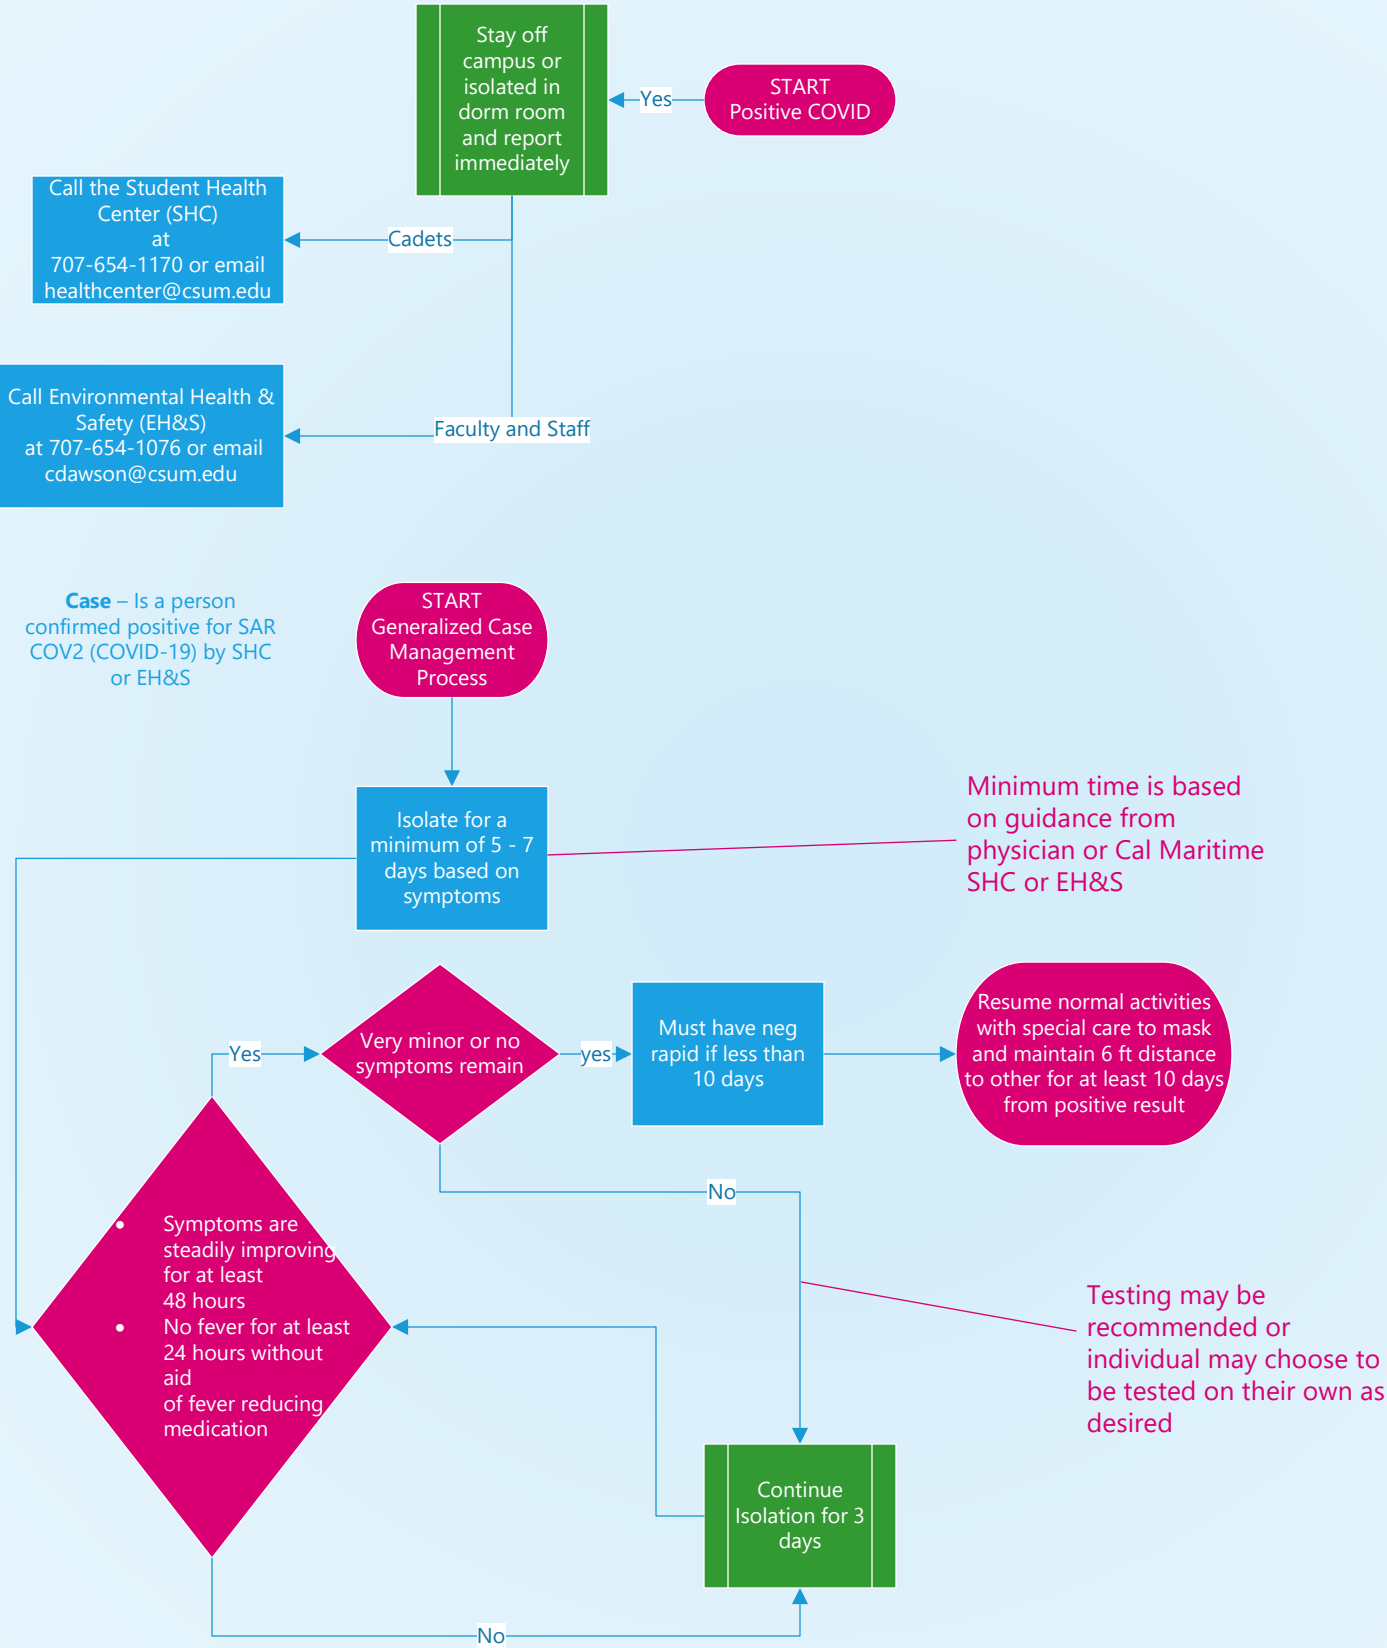 Stay off
campus or
isolated in
dorm room
and report
immediately
Yes
START
Positive COVID
Call the Student Health
Center (SHC)
at
707-654-1170 or email
healthcenter@csum.edu
Cadets
Call Environmental Health &
Safety (EH&S)
at 707-654-1076 or email
cdawson@csum.edu
Faculty and Staff
Case – Is a person
confirmed positive for SAR
COV2 (COVID-19) by SHC
or EH&S
START
Generalized Case
Management
Process
Isolate for a
minimum of 5 - 7
days based on
symptoms
Minimum time is based
on guidance from
physician or Cal Maritime
SHC or EH&S
Yes
Very minor or no
symptoms remain
yes
Must have neg
rapid if less than
10 days
Resume normal activities
with special care to mask
and maintain 6 ft distance
to other for at least 10 days
from positive result
No
• Symptoms are
steadily improving
for at least
48 hours
• No fever for at least
24 hours without
aid
of fever reducing
medication
Testing may be
recommended or
individual may choose to
be tested on their own as
desired
Continue
Isolation for 3
days
No